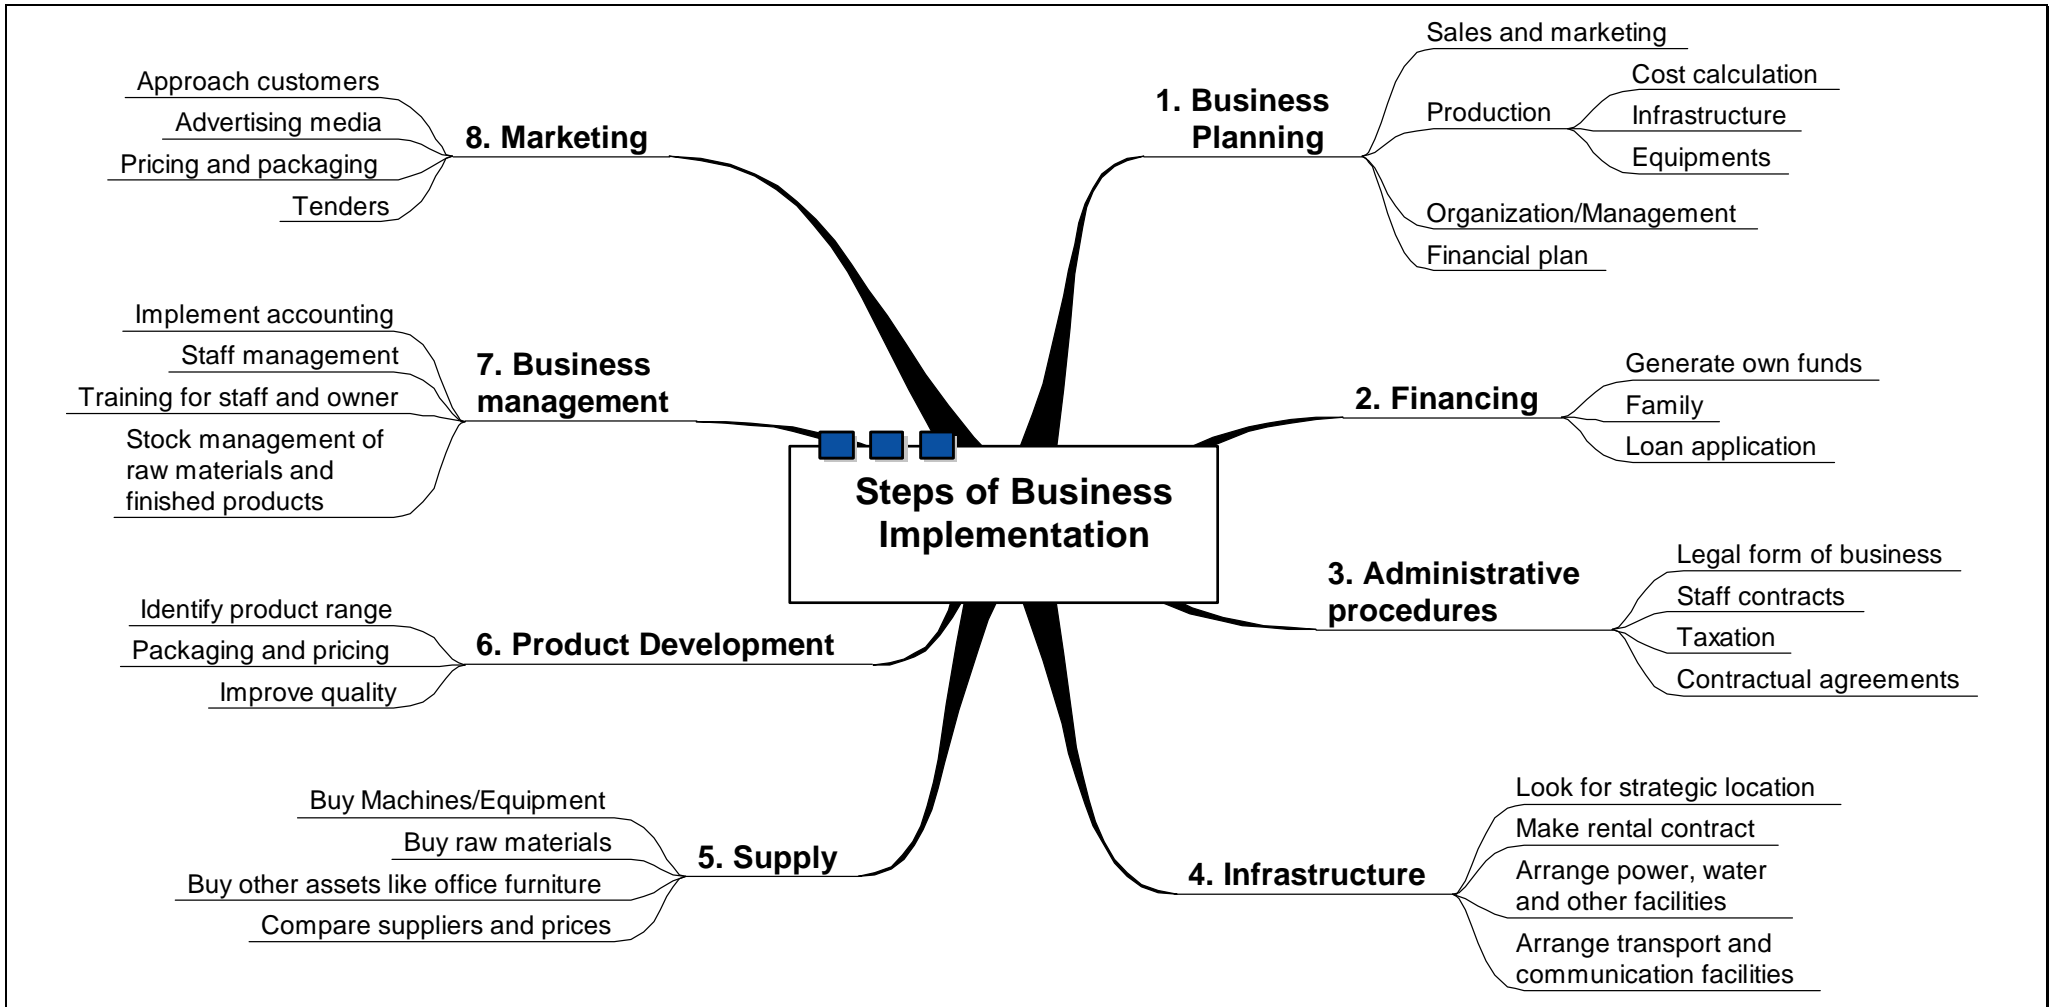 Steps of Business
Implementation
1. Business
Planning
Sales and marketing
Production
Cost calculation
Infrastructure
Equipments
Organization/Management
Financial plan
2. Financing
Generate own funds
Family
Loan application
3. Administrative
procedures
Legal form of business
Staff contracts
Taxation
Contractual agreements
4. Infrastructure
Look for strategic location
Make rental contract
Arrange power, water
and other facilities
Arrange transport and
communication facilities
5. Supply
Buy Machines/Equipment
Buy raw materials
Buy other assets like office furniture
Compare suppliers and prices
6. Product Development
Identify product range
Packaging and pricing
Improve quality
7. Business
management
Implement accounting
Staff management
Training for staff and owner
Stock management of
raw materials and
finished products
8. Marketing
Approach customers
Advertising media
Pricing and packaging
Tenders